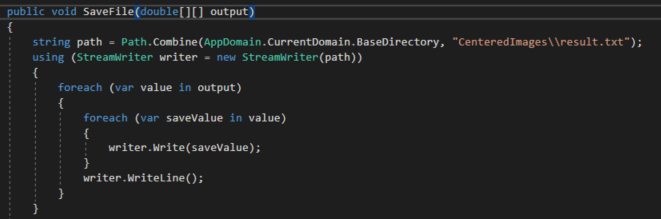 public void SaveFile(double[][] output)
{
string path = Path.Combine(AppDomain.CurrentDomain.BaseDirectory, "CenteredImages\\result.txt");
using (StreamWriter writer = new StreamWriter(path))
{
foreach (var value in output)
{
foreach (var saveValue in value)
{
writer.Write(saveValue);
}
writer.WriteLine();
}
}